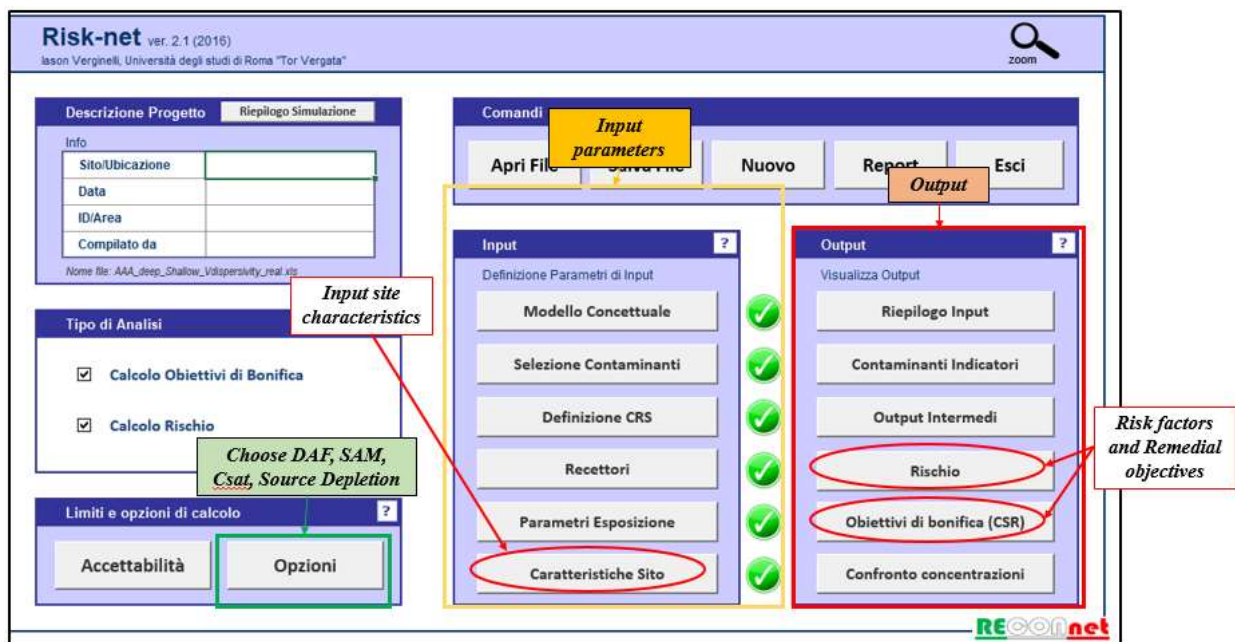 Risk-net ver. 2.1 (2016)
Iason Verginelli, Università degli studi di Roma "Tor Vergata"
zoom
Descrizione Progetto
Riepilogo Simulazione
Info
Sito/Ubicazione
Data
ID/Area
Compilato da
Nome file: AAA_deep_Shallow_Vdispersivity_real.xls
Comandi
Input
parameters
Apri File
Salva File
Nuovo
Report
Esci
Output
Input site
characteristics
Tipo di Analisi
Calcolo Obiettivi di Bonifica
Calcolo Rischio
Choose DAF, SAM,
Csat, Source Depletion
Limiti e opzioni di calcolo
?
Accettabilità
Opzioni
Input
?
Definizione Parametri di Input
Modello Concettuale
Selezione Contaminanti
Definizione CRS
Recettori
Parametri Esposizione
Caratteristiche Sito
Output
?
Visualizza Output
Riepilogo Input
Contaminanti Indicatori
Output Intermedi
Rischio
Obiettivi di bonifica (CSR)
Confronto concentrazioni
Risk factors
and Remedial
objectives
RECONnet